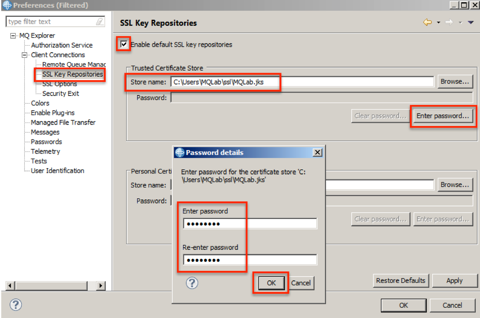 Preferences (Filtered)
type filter text
MQ Explorer
Authorization Service
Client Connections
Remote Queue Manag
SSL Key Repositories
SSL Options
Security Exit
Colors
Enable Plug-ins
Managed File Transfer
Messages
Passwords
Telemetry
Tests
User Identification
SSL Key Repositories
Enable default SSL key repositories
Trusted Certificate Store
Store name: C:\Users\MQLab\ssl\MQLab.jks Browse...
Password:
Clear password... Enter password...
Password details
Enter password for the certificate store 'C:
\Users\MQLab\ssl\MQLab.jks'
Enter password
••••••••
Re-enter password
••••••••
OK Cancel
Personal Certi
Store name: Browse...
Password:
Clear password... Enter password...
Restore Defaults Apply
OK Cancel